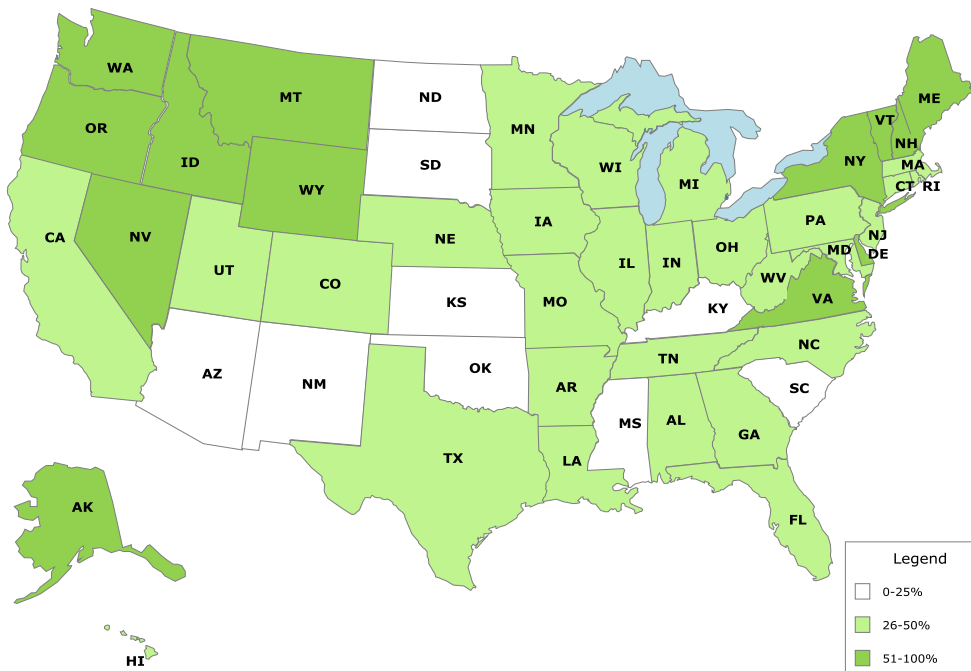 WA
MT
ND
MN
ME
VT
NH
OR
ID
SD
WI
NY
MA
MI
CT RI
WY
CA
NV
NE
IA
PA
NJ
UT
CO
IL
IN
OH
MD
DE
WV
KS
MO
KY
VA
AZ
NM
OK
TN
NC
AR
SC
MS
AL
GA
TX
LA
FL
AK
HI
Legend
0-25%
26-50%
51-100%